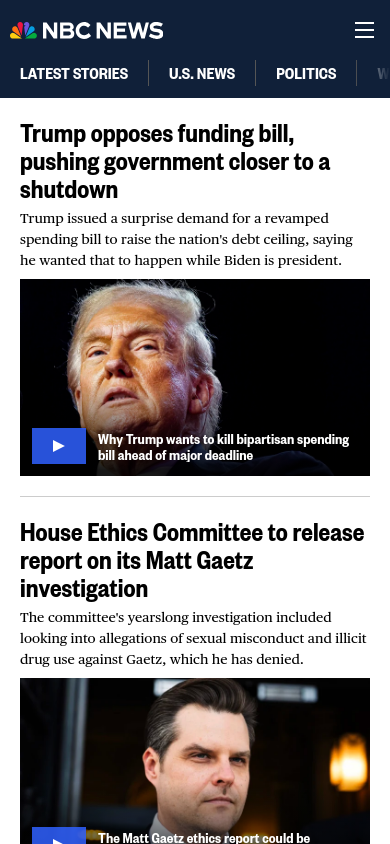 NBC NEWS
LATEST STORIES
U.S. NEWS
POLITICS
Trump opposes funding bill,
pushing government closer to a
shutdown
Trump issued a surprise demand for a revamped
spending bill to raise the nation's debt ceiling, saying
he wanted that to happen while Biden is president.
Why Trump wants to kill bipartisan spending
bill ahead of major deadline
House Ethics Committee to release
report on its Matt Gaetz
investigation
The committee's yearslong investigation included
looking into allegations of sexual misconduct and illicit
drug use against Gaetz, which he has denied.
The Matt Gaetz ethics report could be